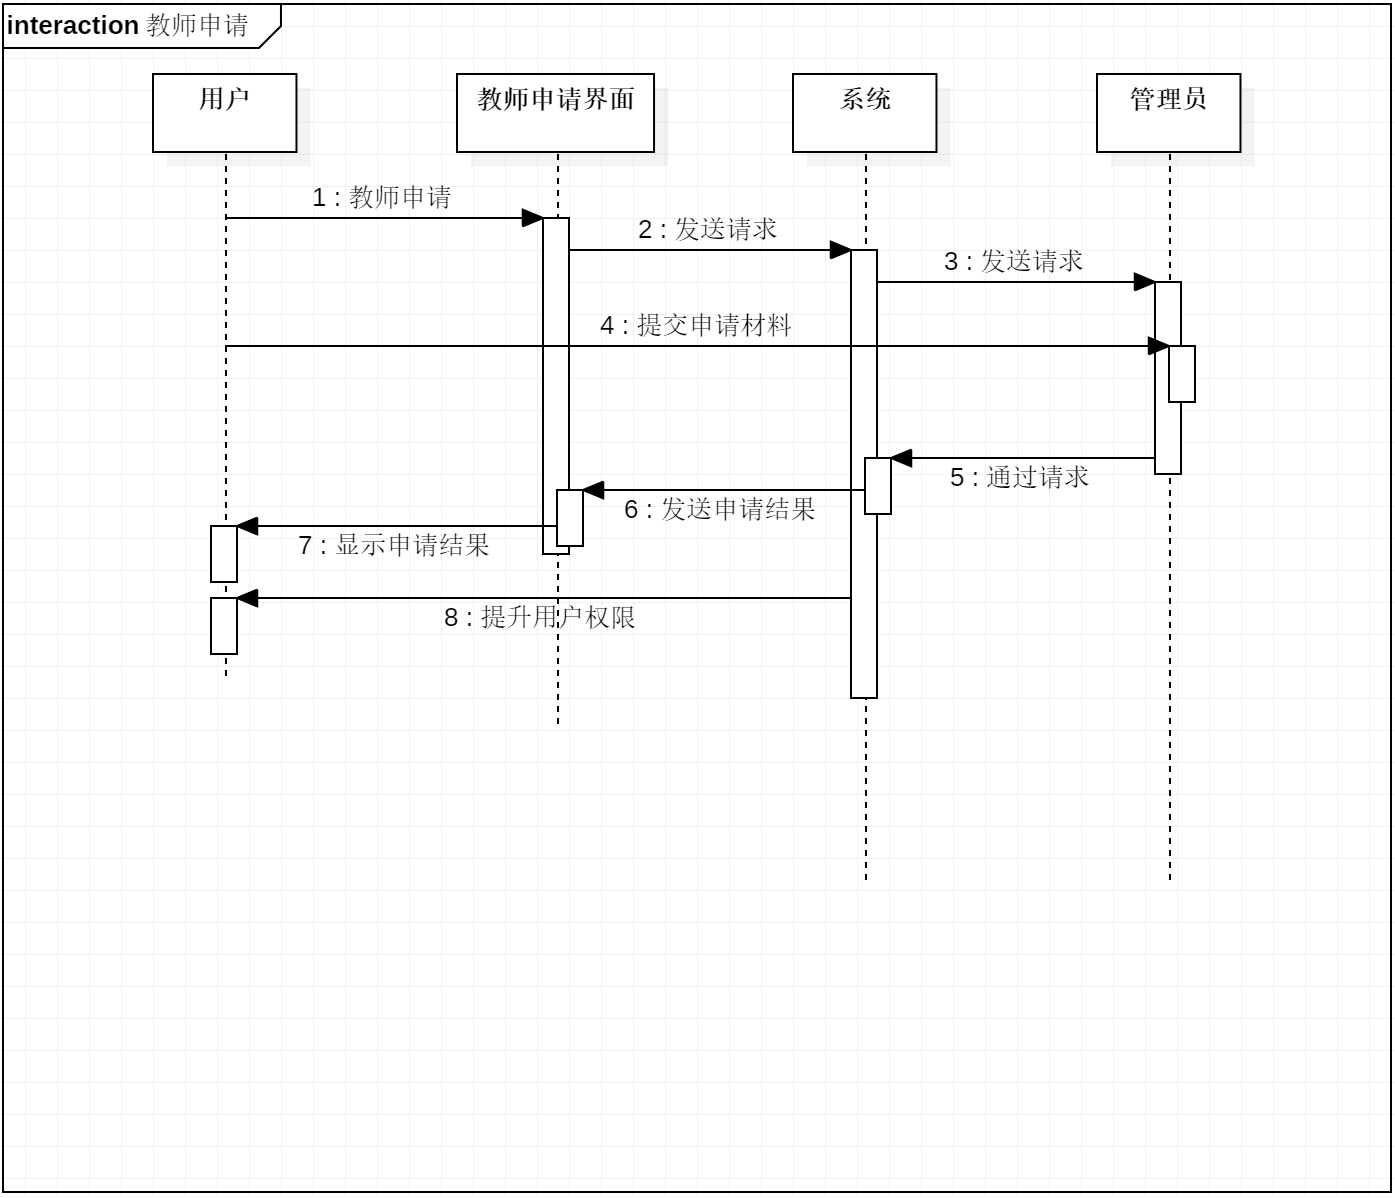 interaction 教师申请
用户
教师申请界面
系统
管理员
1 : 教师申请
2 : 发送请求
3 : 发送请求
4 : 提交申请材料
5 : 通过请求
6 : 发送申请结果
7 : 显示申请结果
8 : 提升用户权限